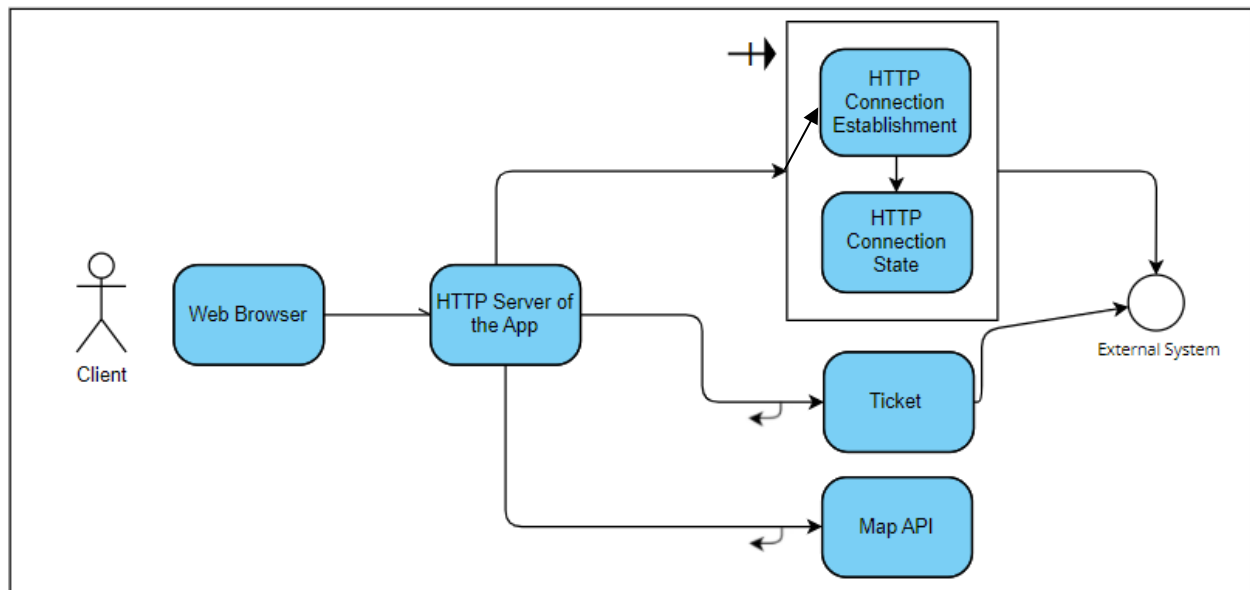 HTTP
Connection
Establishment
HTTP
Connection
State
Client
Web Browser
HTTP Server of
the App
External System
Ticket
Map API